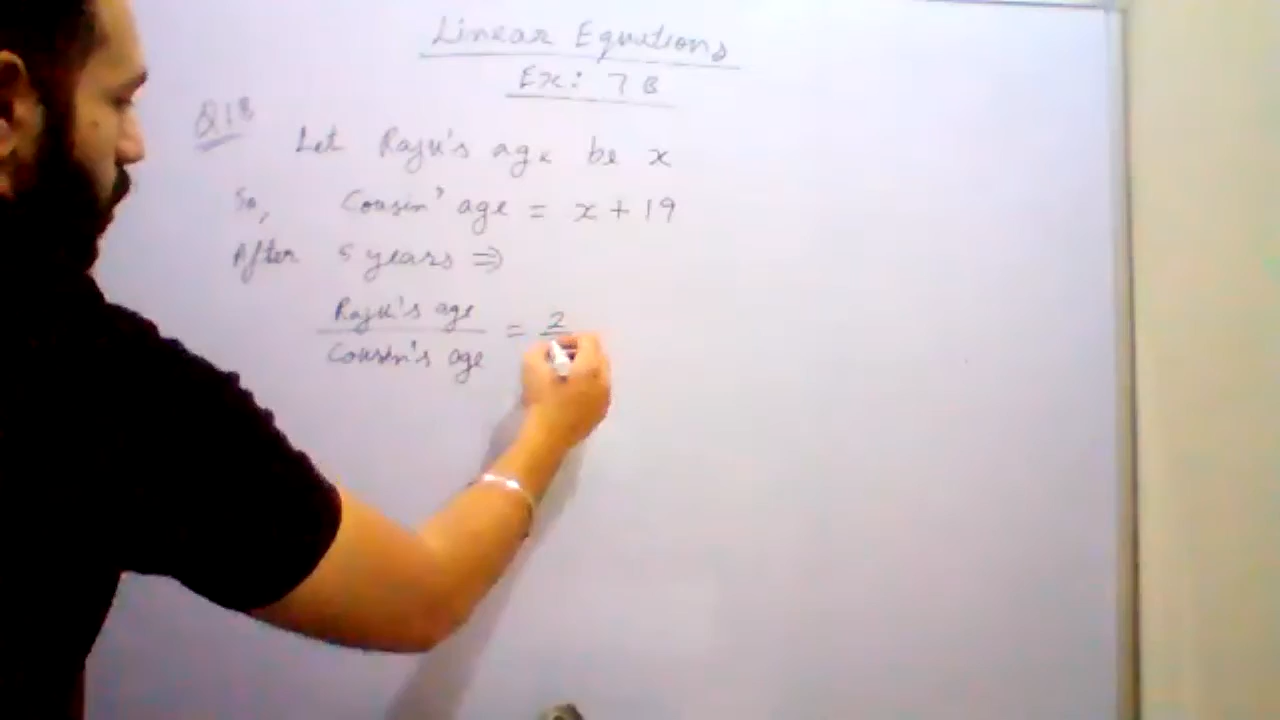 Linear Equations
Ex: 7B
Q18 Let Raju's age be x
So, Cousin' age = x + 19
After 5 years ⇒
Raju's age / Cousin's age = 2